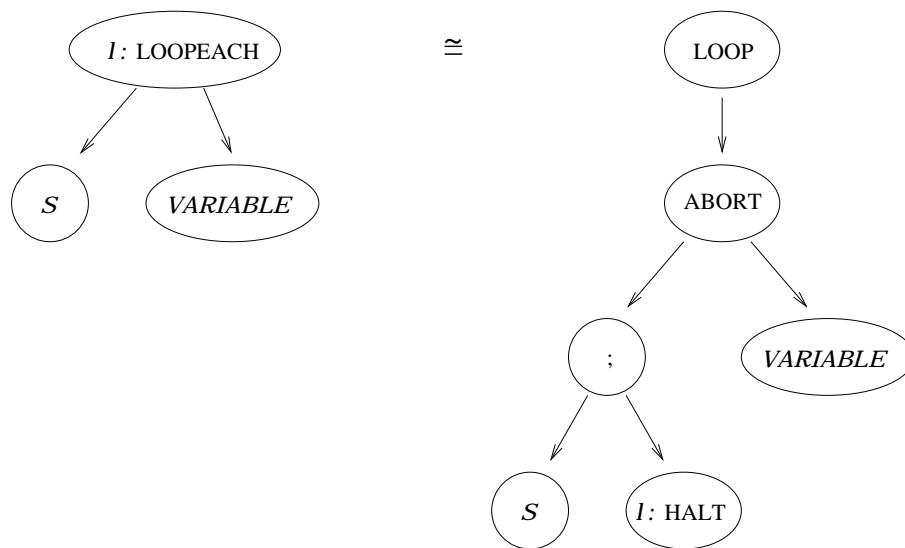 l: LOOPEACH ≅ LOOP
S VARIABLE ABORT
; VARIABLE
S l: HALT